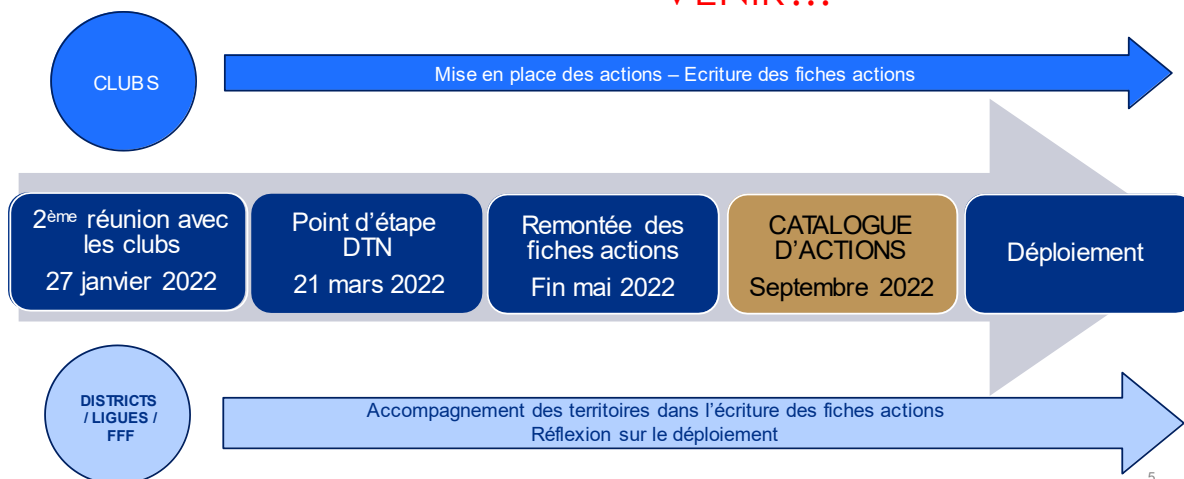 VENIR…
CLUBS
Mise en place des actions – Ecriture des fiches actions
2ème réunion avec
les clubs
27 janvier 2022
Point d’étape
DTN
21 mars 2022
Remontée des
fiches actions
Fin mai 2022
CATALOGUE
D’ACTIONS
Septembre 2022
Déploiement
DISTRICTS
/ LIGUES /
FFF
Accompagnement des territoires dans l’écriture des fiches actions
Réflexion sur le déploiement
5